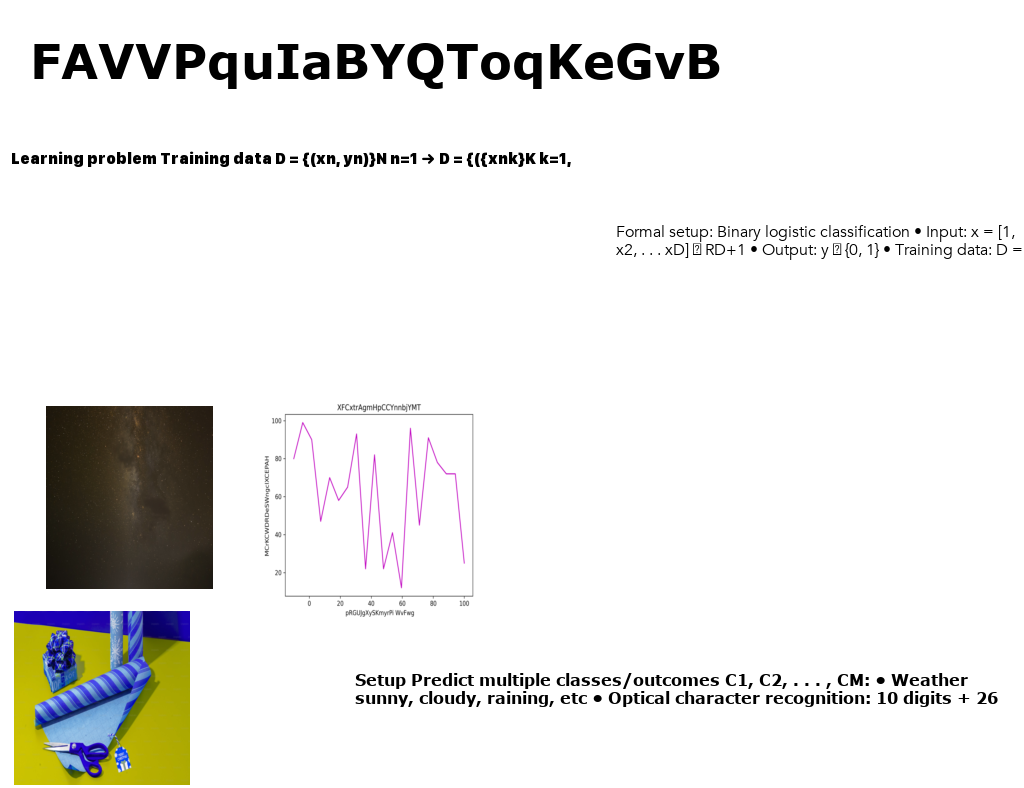 FAVVPquIaBYQToqKeGvB
Learning problem Training data D = {(xn, yn)}N n=1 → D = {({xnk}K k=1,
Formal setup: Binary logistic classification • Input: x = [1,
x2, . . . xD] RD+1 • Output: y {0, 1} • Training data: D =
XFCxtrAgmHpCCYnnbjYMT
100
80
60
40
20
0 20 40 60 80 100
pRGUJgXySKmyrPl WvFwg
Setup Predict multiple classes/outcomes C1, C2, . . . , CM: • Weather
sunny, cloudy, raining, etc • Optical character recognition: 10 digits + 26